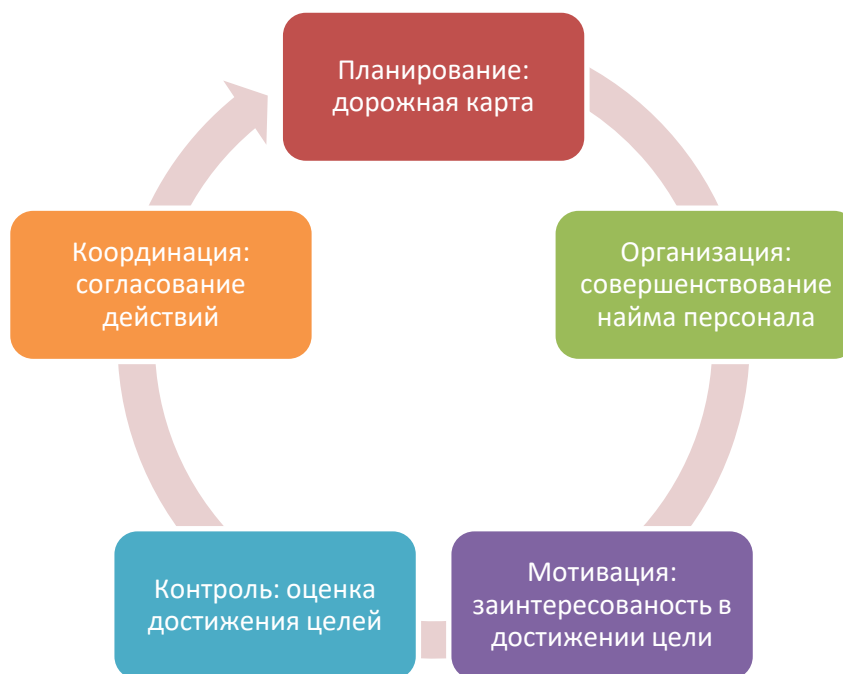 Планирование:
дорожная карта
Организация:
совершенствование
найма персонала
Мотивация:
заинтересованость в
достижении цели
Контроль: оценка
достижения целей
Координация:
согласование
действий